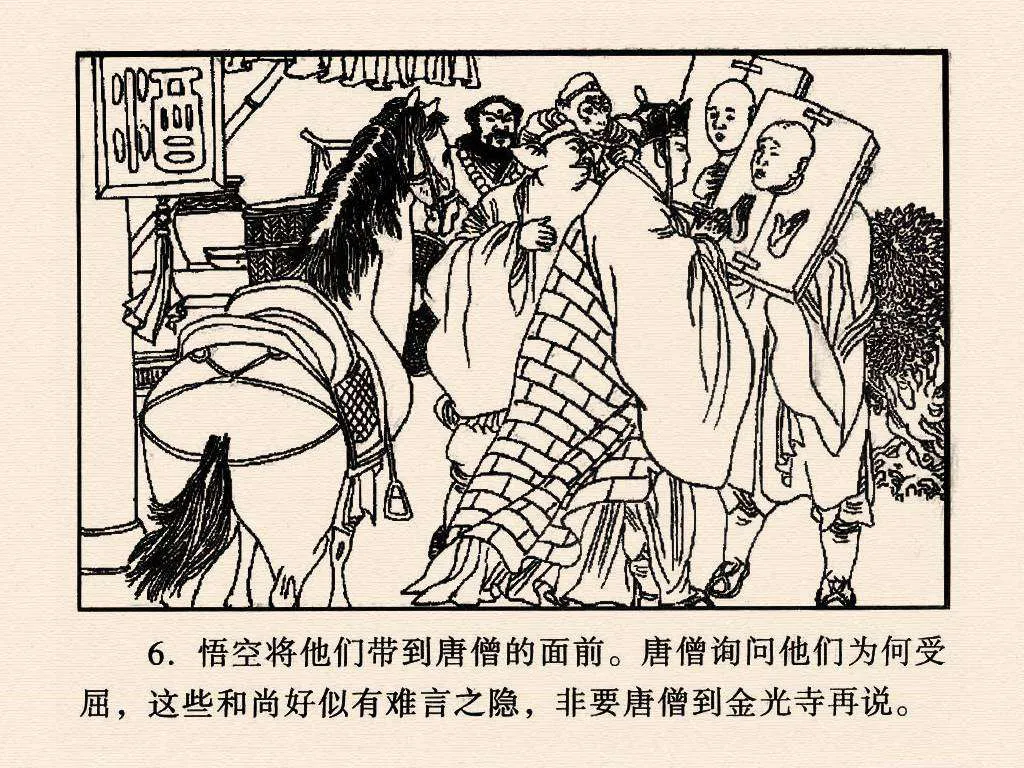 6. 悟空将他们带到唐僧的面前。唐僧询问他们为何受
屈，这些和尚好似有难言之隐，非要唐僧到金光寺再说。